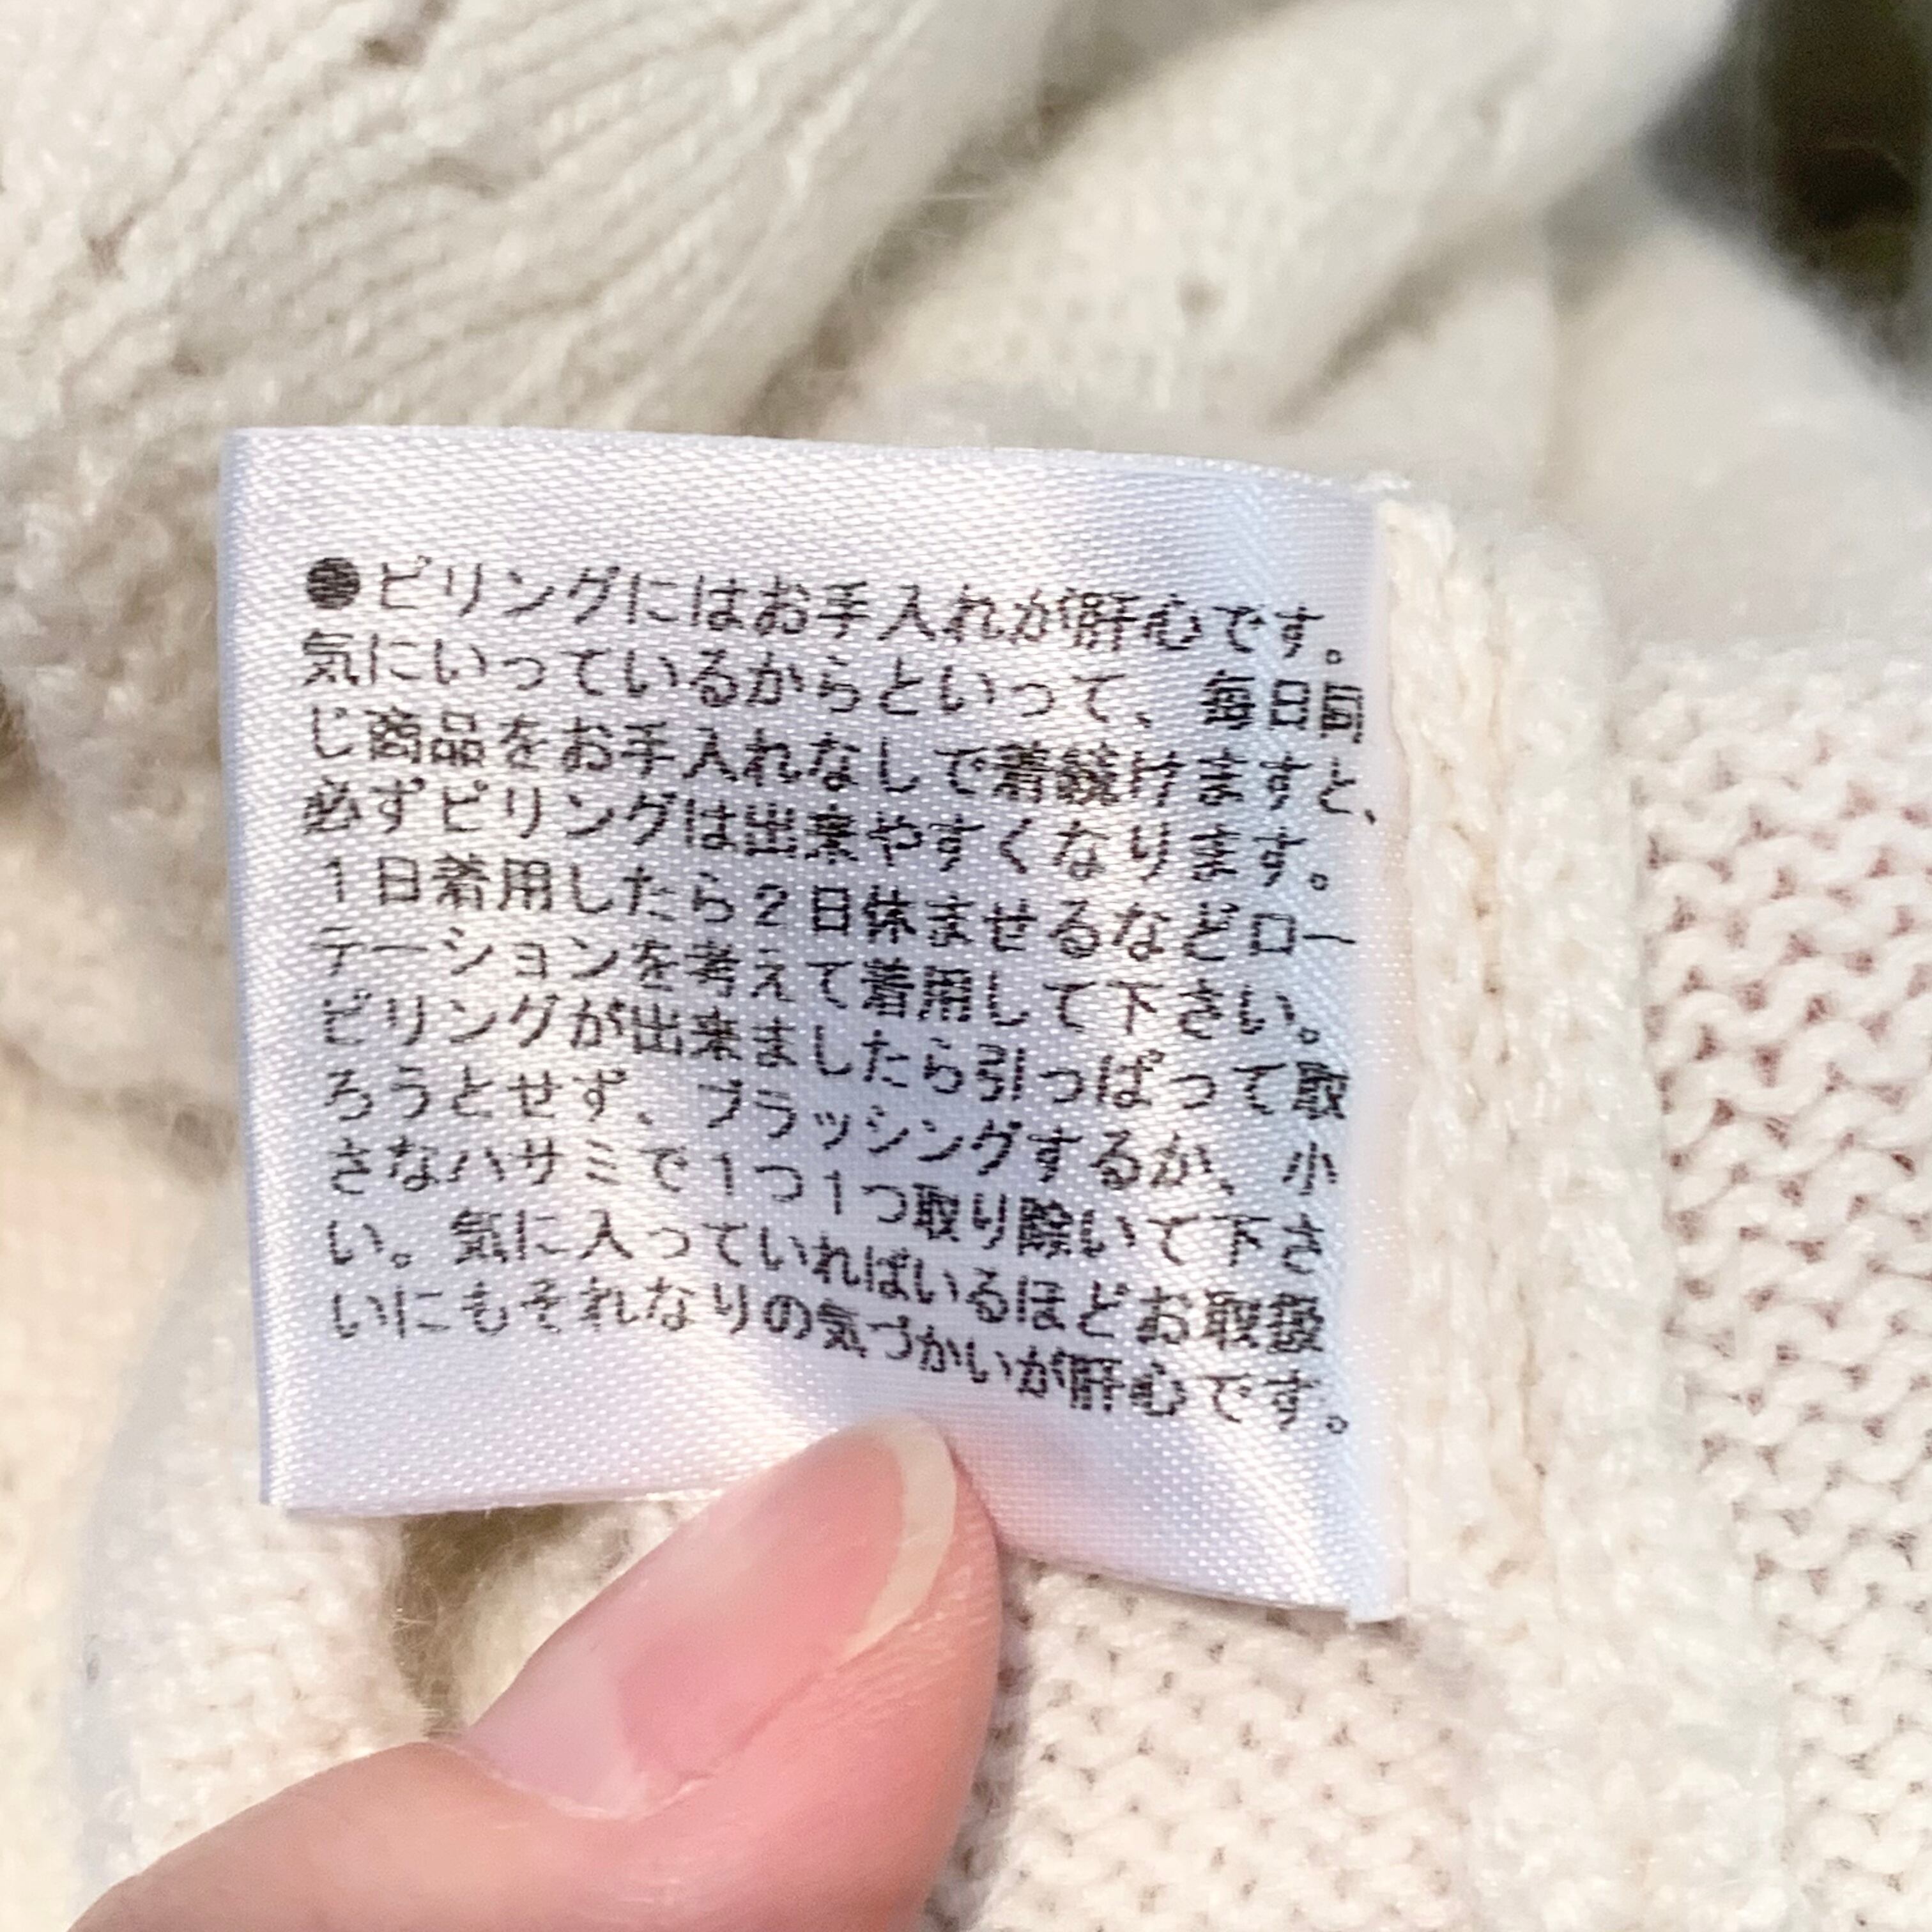 ●ピリングにはお手入れが肝心です。
気にいっているからといって、毎日同
じ商品をお手入れなしで着続けますと、
必ずピリングは出来やすくなります。
1日着用したら2日休ませるなどロー
テーションを考えて着用して下さい。
ピリングが出来ましたら引っぱって取
ろうとせず、ブラッシングするか、小
さなハサミで1つ1つ取り除いて下さ
い。気に入っていればいるほどお取扱
いにもそれなりの気づかいが肝心です。